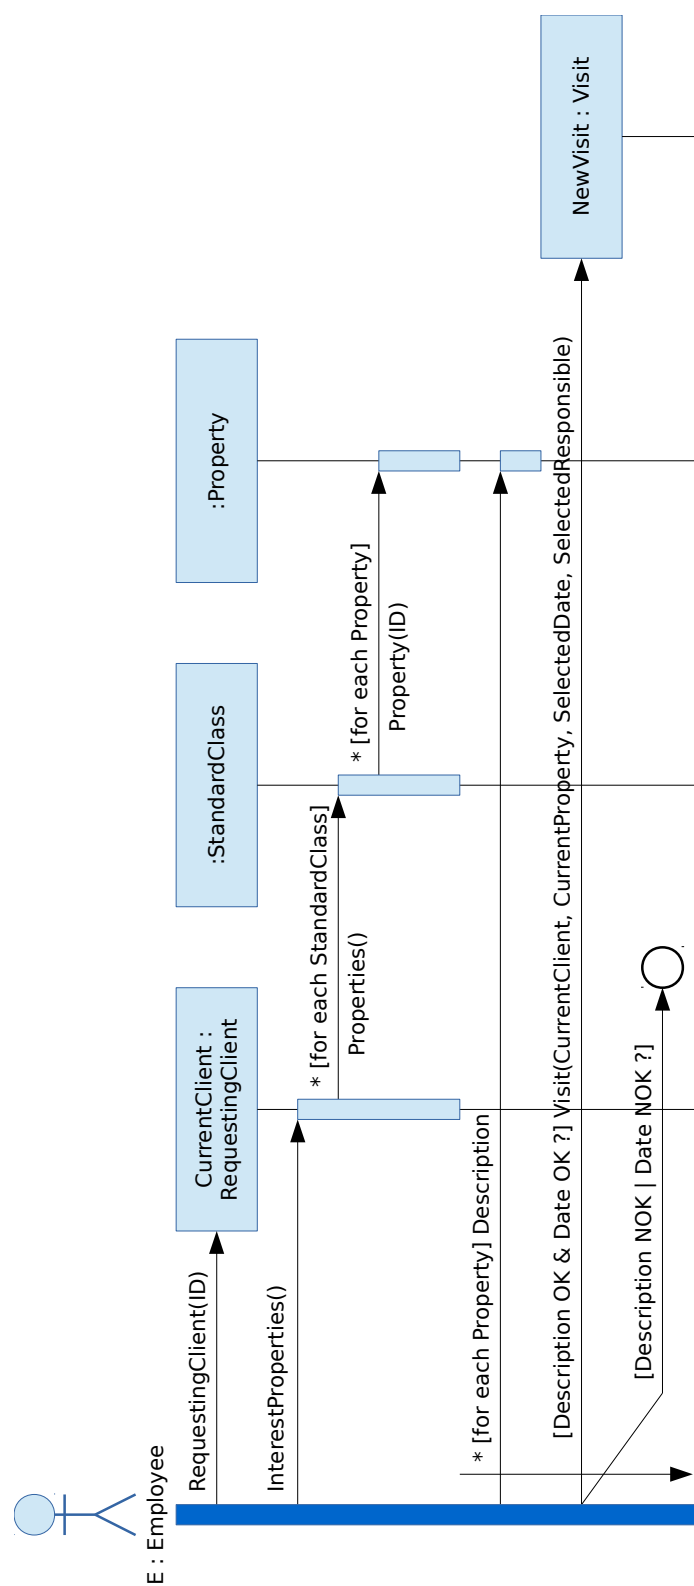 E : Employee
RequestingClient(ID)
CurrentClient :
RequestingClient
:StandardClass
:Property
InterestProperties()
* [for each StandardClass]
Properties()
* [for each Property]
Property(ID)
* [for each Property] Description
[Description OK & Date OK ?] Visit(CurrentClient, CurrentProperty, SelectedDate, SelectedResponsible)
NewVisit : Visit
[Description NOK | Date NOK ?]